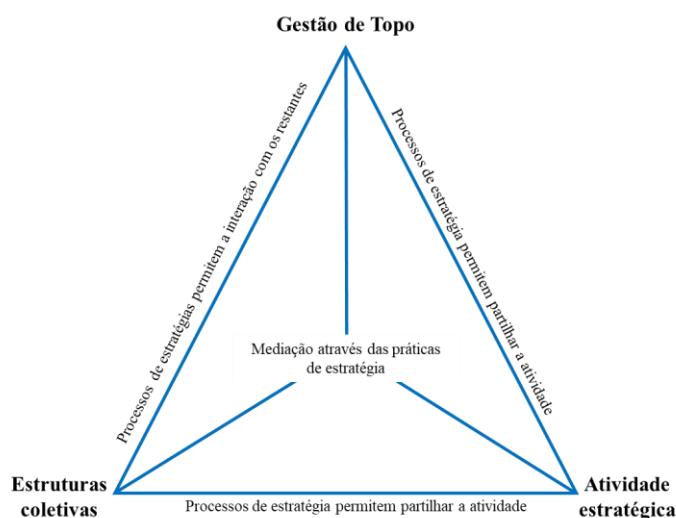 Gestão de Topo
Processos de estratégias permitem a interação com os restantes
Processos de estratégia permitem partilhar a atividade
Mediação através das práticas
de estratégia
Estruturas
coletivas
Processos de estratégia permitem partilhar a atividade
Atividade
estratégica